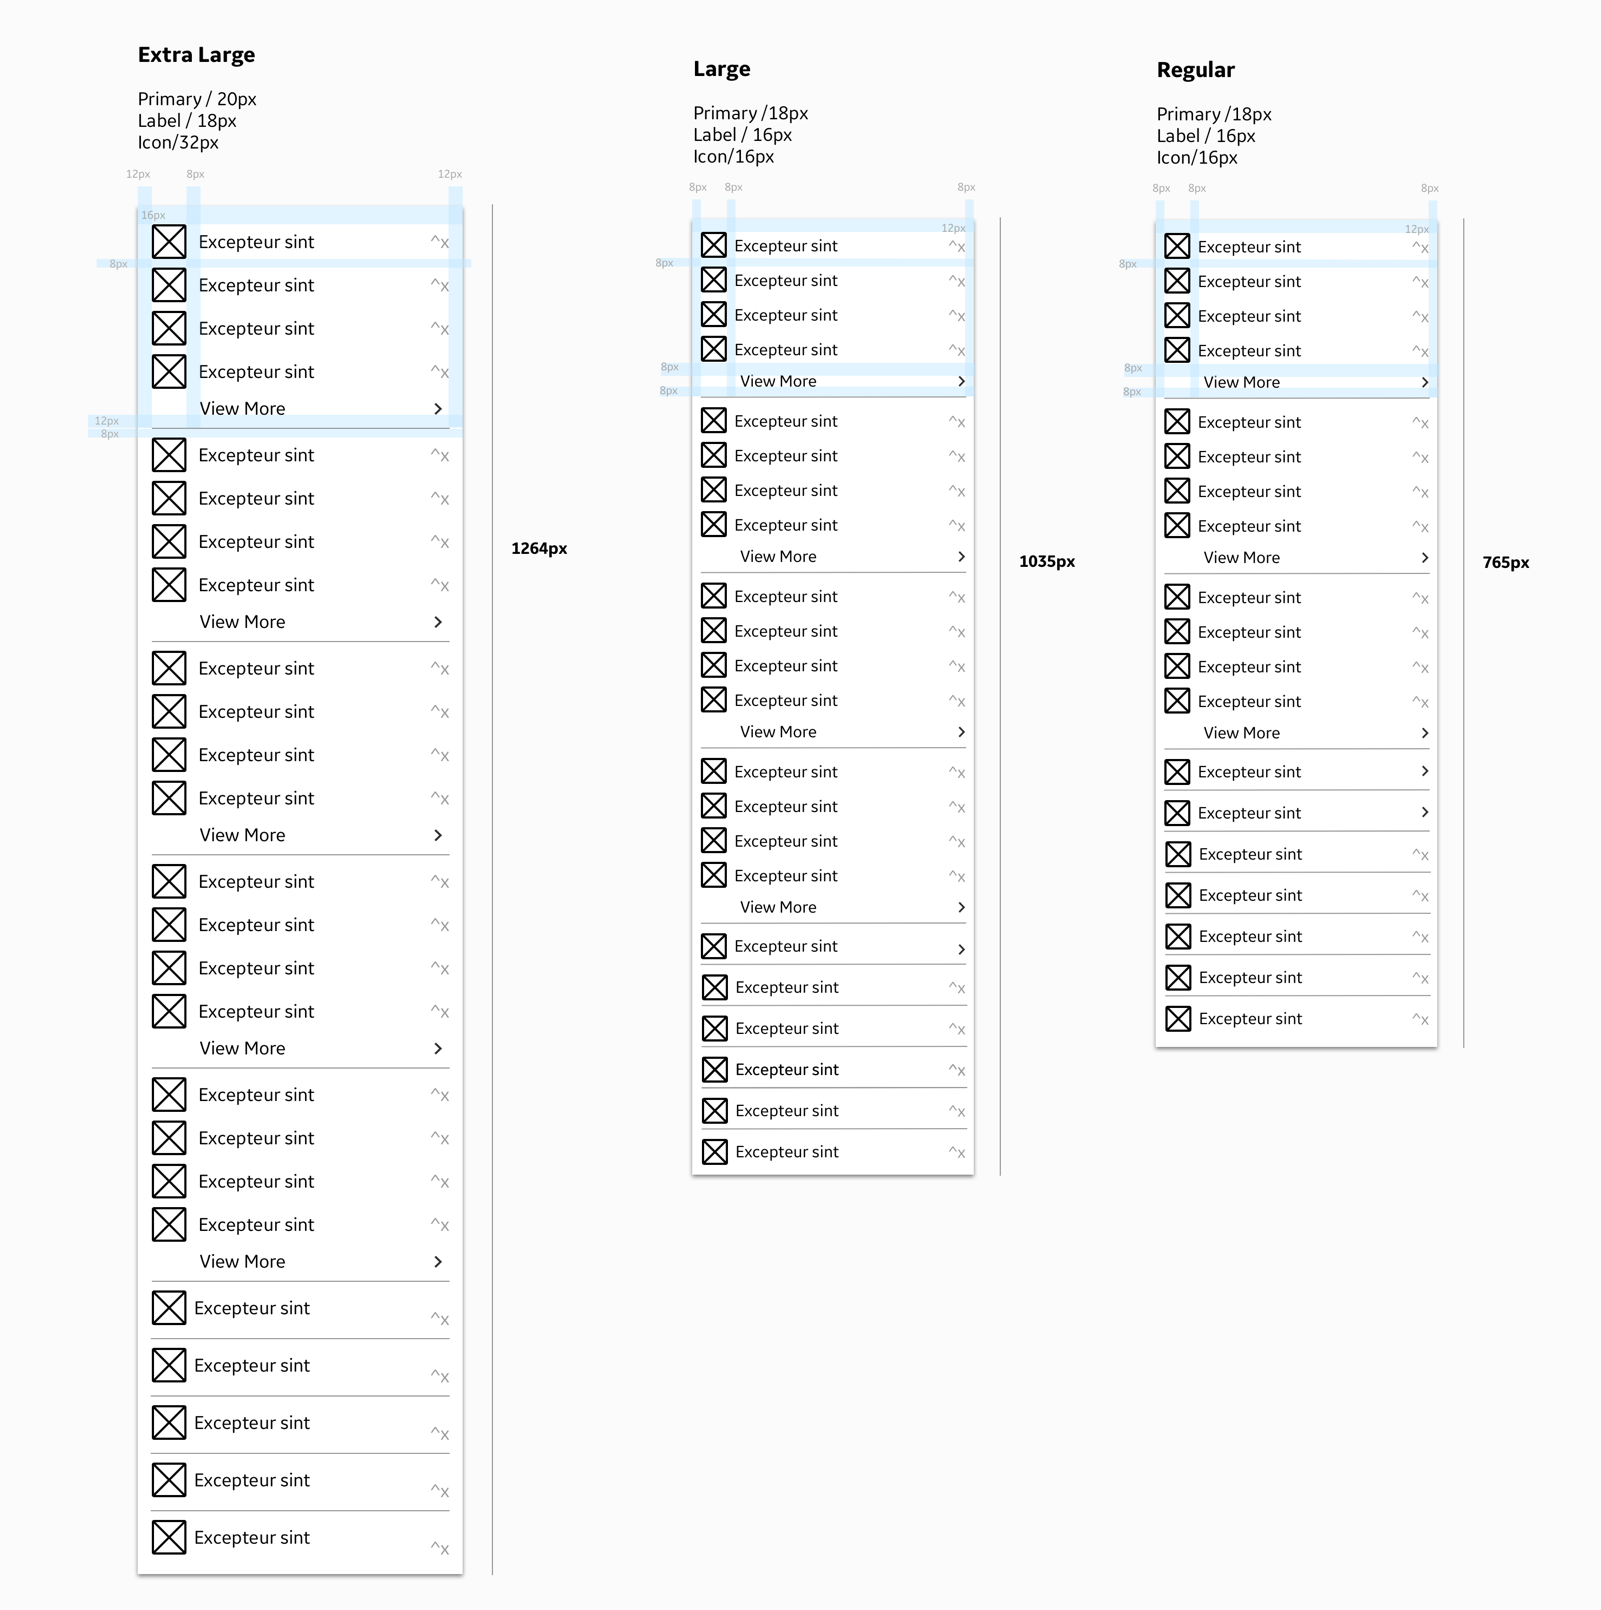 Extra Large
Primary / 20px
Label / 18px
Icon/32px
12px 8px 12px
16px
Excepteur sint ^x
8px
Excepteur sint ^x
Excepteur sint ^x
Excepteur sint ^x
View More >
12px
8px
Excepteur sint ^x
Excepteur sint ^x
Excepteur sint ^x
Excepteur sint ^x
View More >
Excepteur sint ^x
Excepteur sint ^x
Excepteur sint ^x
Excepteur sint ^x
View More >
Excepteur sint ^x
Excepteur sint ^x
Excepteur sint ^x
Excepteur sint ^x
View More >
Excepteur sint ^x
Excepteur sint ^x
Excepteur sint ^x
Excepteur sint ^x
View More >
Excepteur sint ^x
Excepteur sint ^x
Excepteur sint ^x
Excepteur sint ^x
Excepteur sint ^x
1264px
Large
Primary /18px
Label / 16px
Icon/16px
8px 8px 8px
12px
Excepteur sint ^x
8px
Excepteur sint ^x
Excepteur sint ^x
Excepteur sint ^x
8px
View More >
8px
Excepteur sint ^x
Excepteur sint ^x
Excepteur sint ^x
Excepteur sint ^x
View More >
Excepteur sint ^x
Excepteur sint ^x
Excepteur sint ^x
Excepteur sint ^x
View More >
Excepteur sint ^x
Excepteur sint ^x
Excepteur sint ^x
Excepteur sint ^x
View More >
Excepteur sint >
Excepteur sint ^x
Excepteur sint ^x
Excepteur sint ^x
Excepteur sint ^x
Excepteur sint ^x
1035px
Regular
Primary /18px
Label / 16px
Icon/16px
8px 8px 8px
12px
Excepteur sint ^x
8px
Excepteur sint ^x
Excepteur sint ^x
Excepteur sint ^x
8px
View More >
8px
Excepteur sint ^x
Excepteur sint ^x
Excepteur sint ^x
Excepteur sint ^x
View More >
Excepteur sint ^x
Excepteur sint ^x
Excepteur sint ^x
Excepteur sint ^x
View More >
Excepteur sint >
Excepteur sint >
Excepteur sint ^x
Excepteur sint ^x
Excepteur sint ^x
Excepteur sint ^x
Excepteur sint ^x
765px